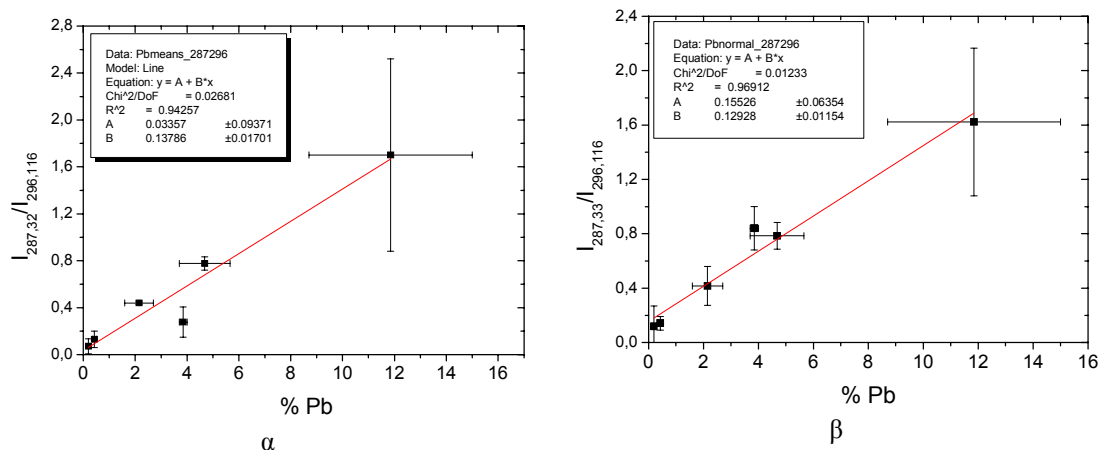 2,8
2,4
2,0
1,6
1,2
0,8
0,4
0,0
I287,32/I296,116
Data: Pbmeans_287296
Model: Line
Equation: y = A + B*x
Chi^2/DoF = 0.02681
R^2 = 0.94257
A 0.03357 ±0.09371
B 0.13786 ±0.01701
0 2 4 6 8 10 12 14 16
% Pb
α
2,4
2,0
1,6
1,2
0,8
0,4
0,0
I287,33/I296,116
Data: Pbnormal_287296
Equation: y = A + B*x
Chi^2/DoF = 0.01233
R^2 = 0.96912
A 0.15526 ±0.06354
B 0.12928 ±0.01154
0 2 4 6 8 10 12 14 16
% Pb
β